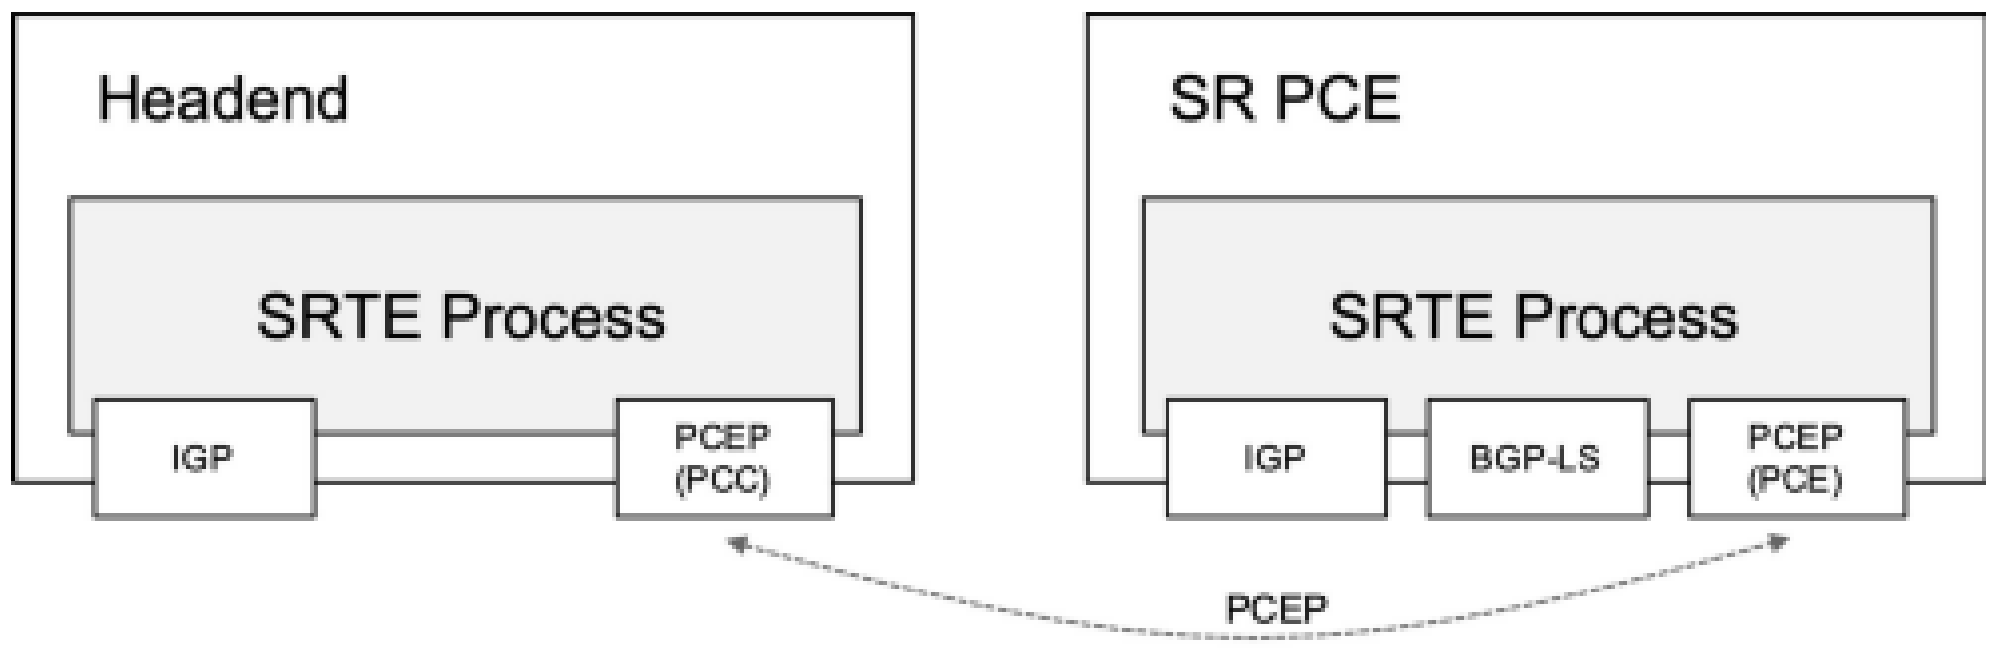 Headend
SR PCE
SRTE Process
SRTE Process
IGP
PCEP
(PCC)
IGP
BGP-LS
PCEP
(PCE)
PCEP